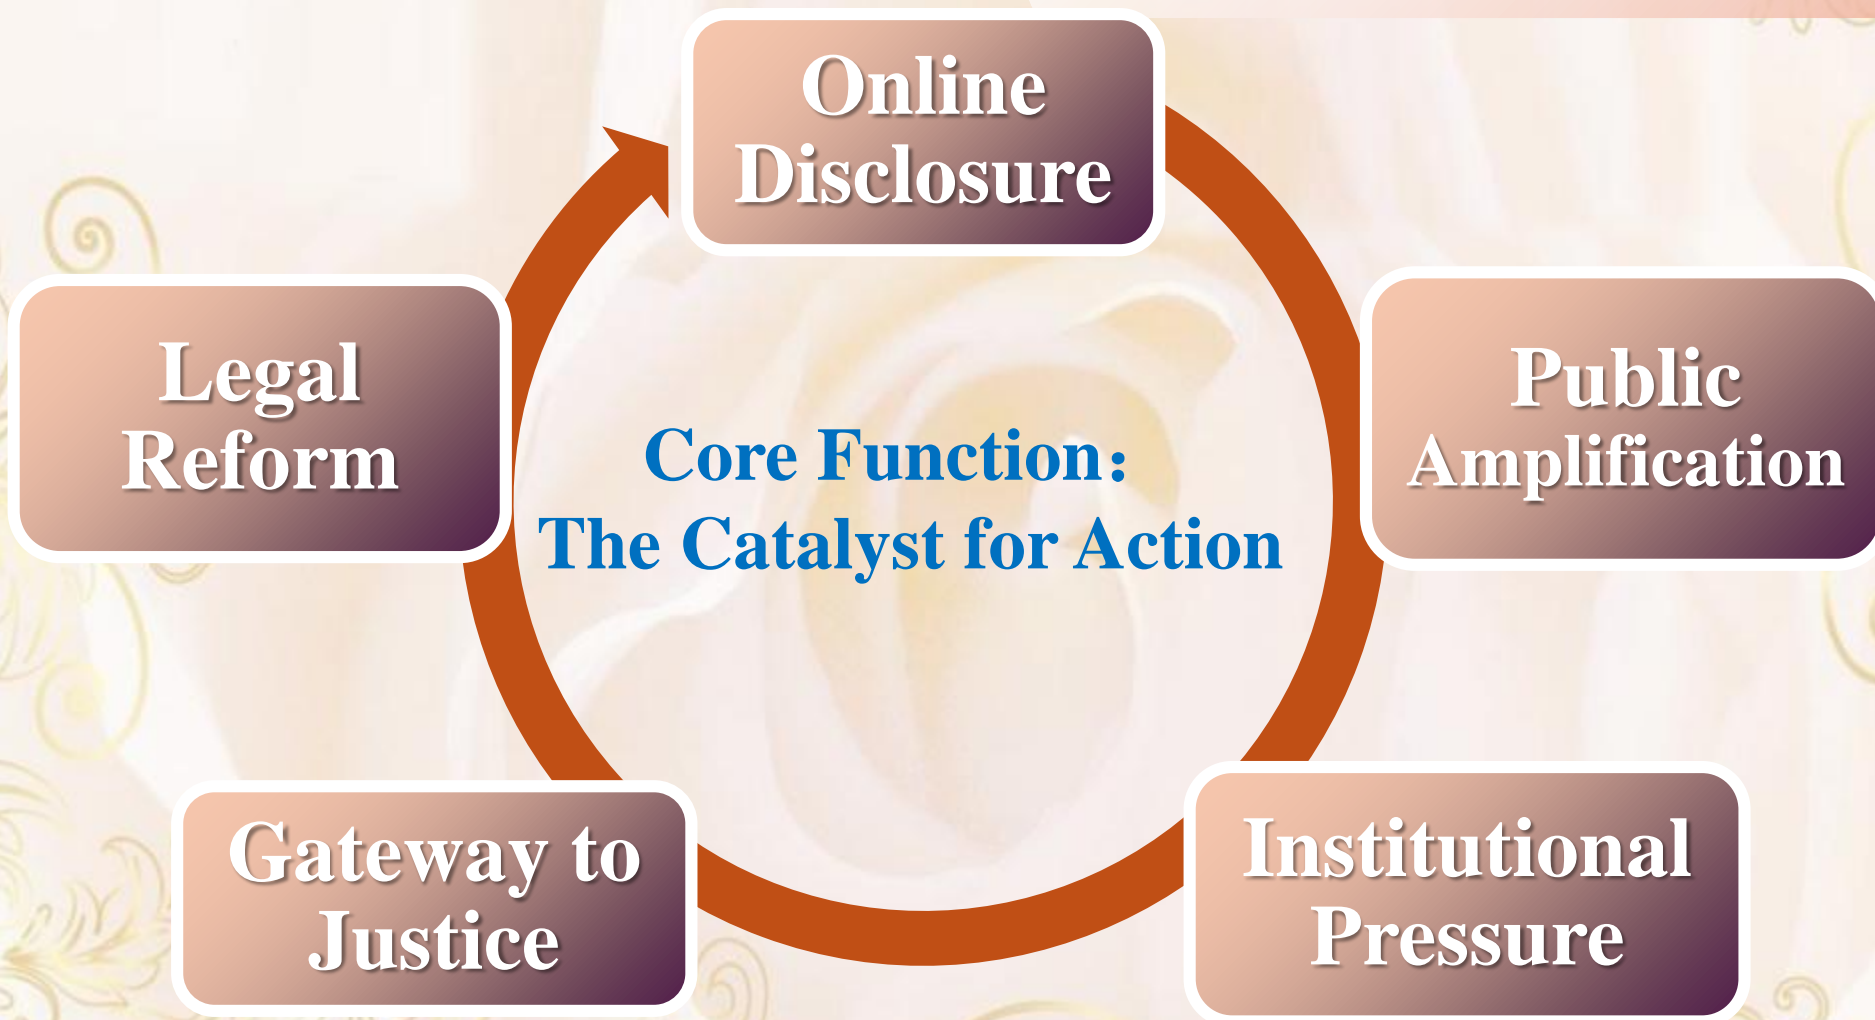 Online
Disclosure
Public
Amplification
Institutional
Pressure
Gateway to
Justice
Legal
Reform
Core Function：
The Catalyst for Action